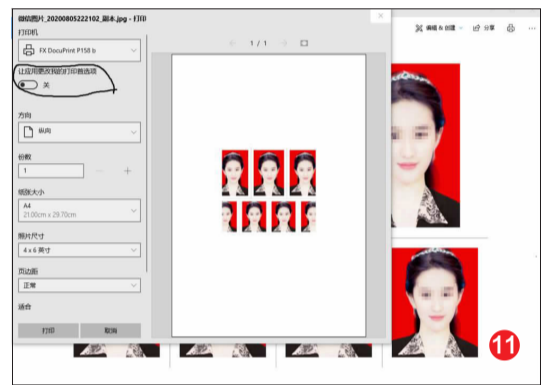 微信图片_20200805222102_副本.jpg - 打印
打印机
FX DocuPrint P158 b
让应用更改我的打印首选项
关
方向
纵向
份数
1
纸张大小
A4
21.00cm x 29.70cm
照片尺寸
4 x 6 英寸
页边距
正常
适合
打印
取消
1 / 1
编辑 & 创建
分享
11